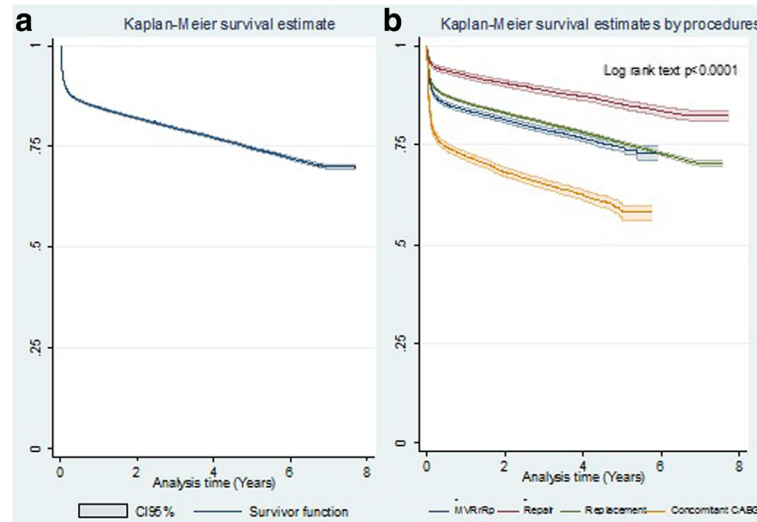 a
Kaplan-Meier survival estimate
1
.75
.5
.25
0
0 2 4 6 8
Analysis time (Years)
CI95% Survivor function
b
Kaplan-Meier survival estimates by procedures
Log rank text p<0.0001
1
.75
.5
.25
0
0 2 4 6 8
Analysis time (Years)
MVRrRp Repair Replacement Concomitant CABG